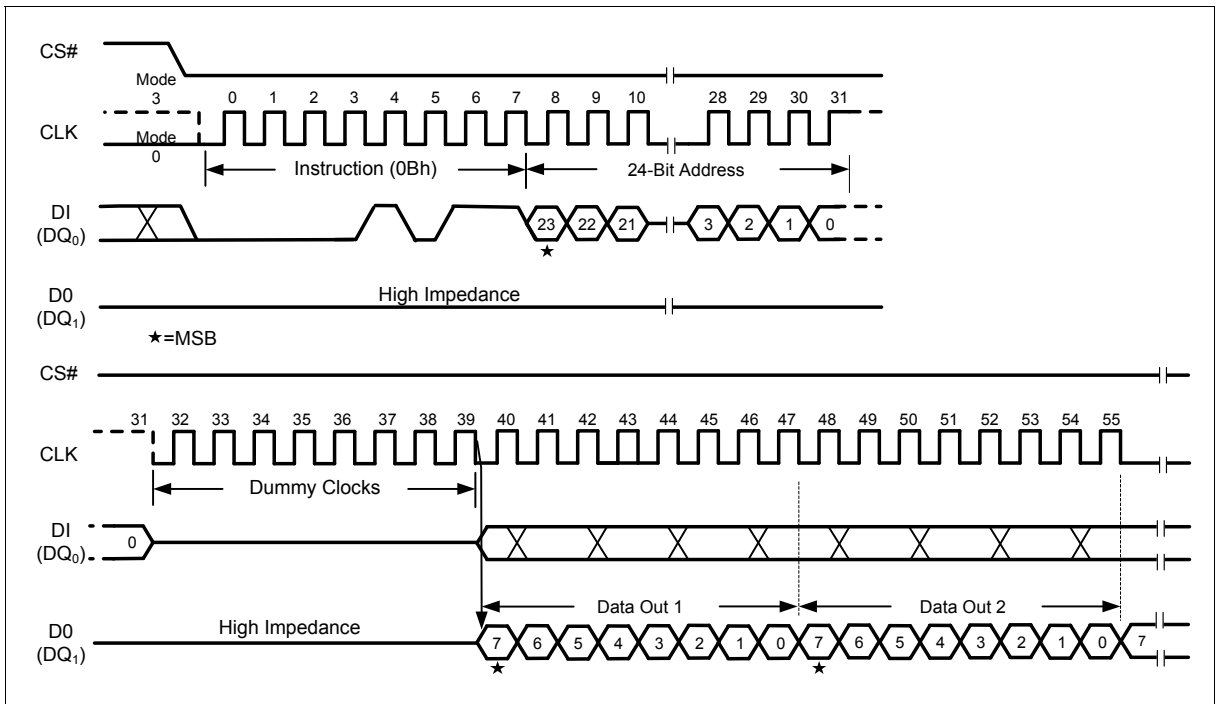 CS#
Mode
3 0 1 2 3 4 5 6 7 8 9 10 28 29 30 31
CLK
Mode
0
Instruction (0Bh) 24-Bit Address
DI
(DQ0) 23 22 21 3 2 1 0
★
D0
(DQ1) High Impedance
★=MSB
CS#
31 32 33 34 35 36 37 38 39 40 41 42 43 44 45 46 47 48 49 50 51 52 53 54 55
CLK
Dummy Clocks
DI
(DQ0) 0
Data Out 1 Data Out 2
D0
(DQ1) High Impedance 7 6 5 4 3 2 1 0 7 6 5 4 3 2 1 0 7
★ ★